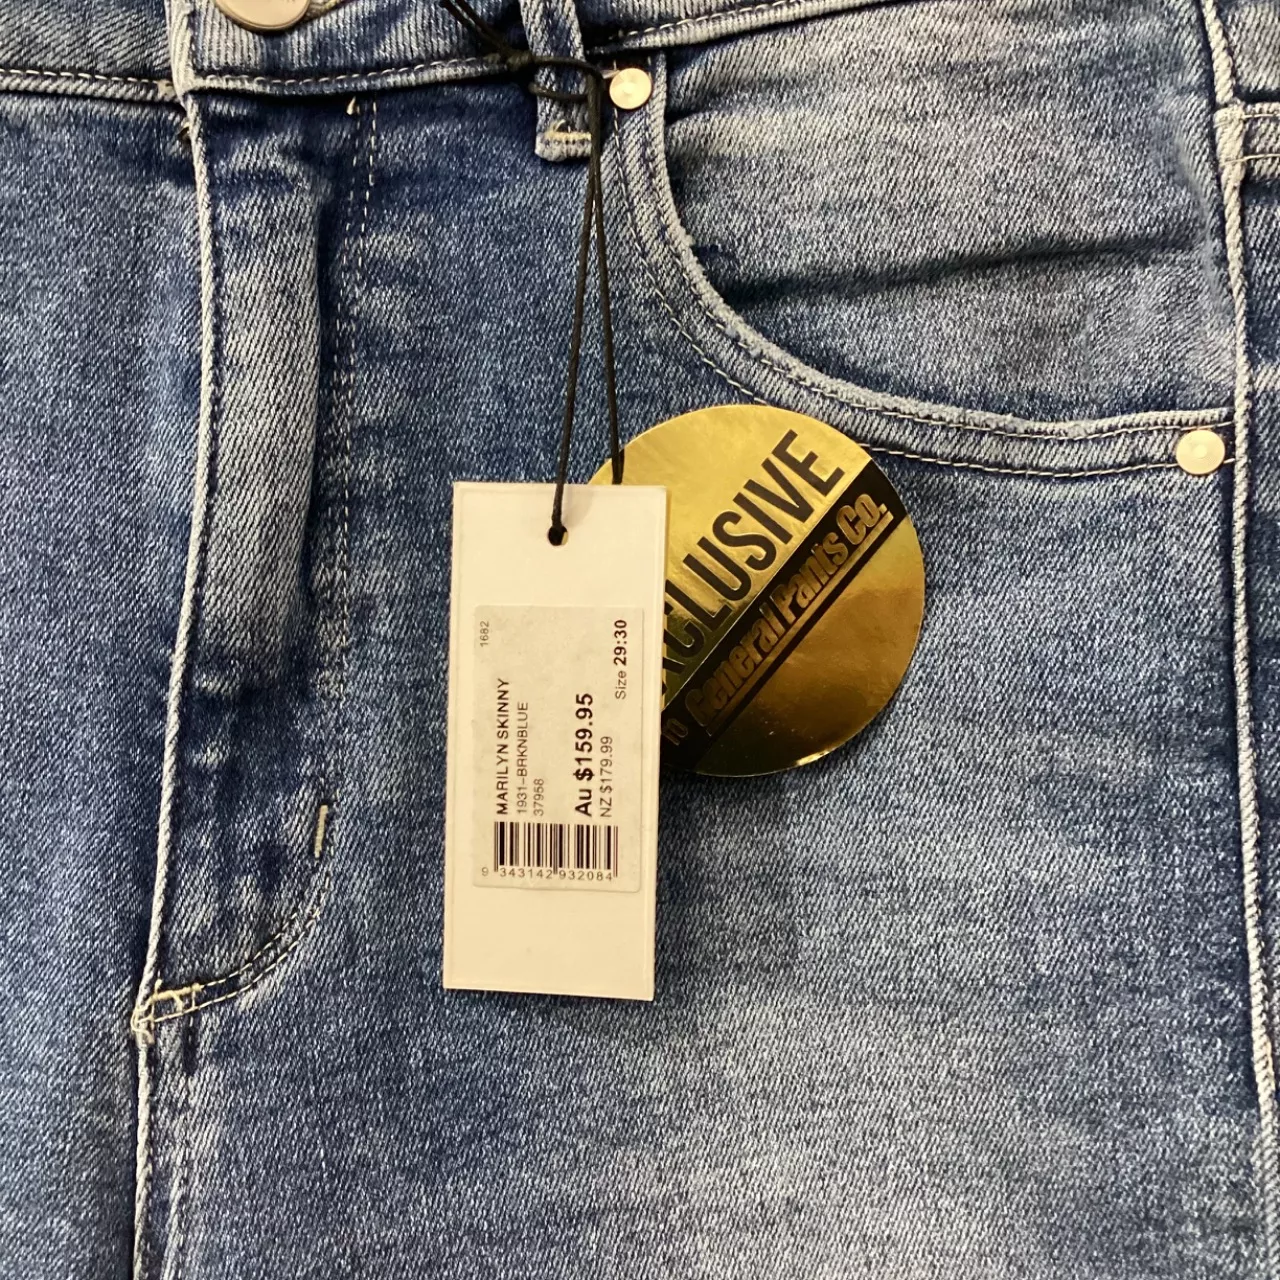 1682
Size 29:30
MARILYN SKINNY
1931-BRKNBLUE
37958
Au $159.95
NZ $179.99
9 343142 932084
EXCLUSIVE
TO General Pants Co.